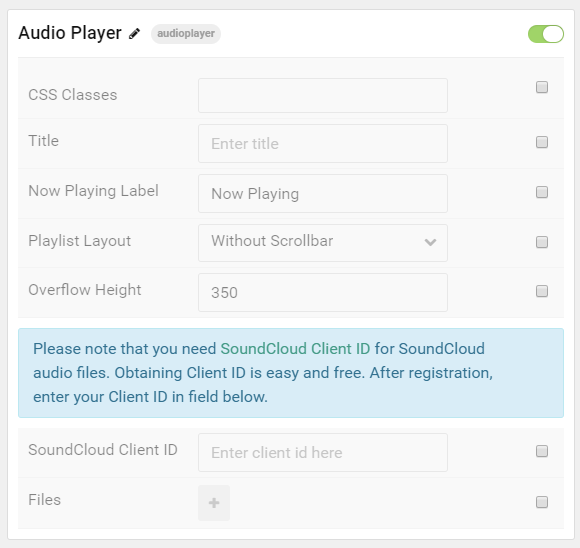 Audio Player audioplayer
CSS Classes
Title Enter title
Now Playing Label Now Playing
Playlist Layout Without Scrollbar
Overflow Height 350
Please note that you need SoundCloud Client ID for SoundCloud
audio files. Obtaining Client ID is easy and free. After registration,
enter your Client ID in field below.
SoundCloud Client ID Enter client id here
Files +